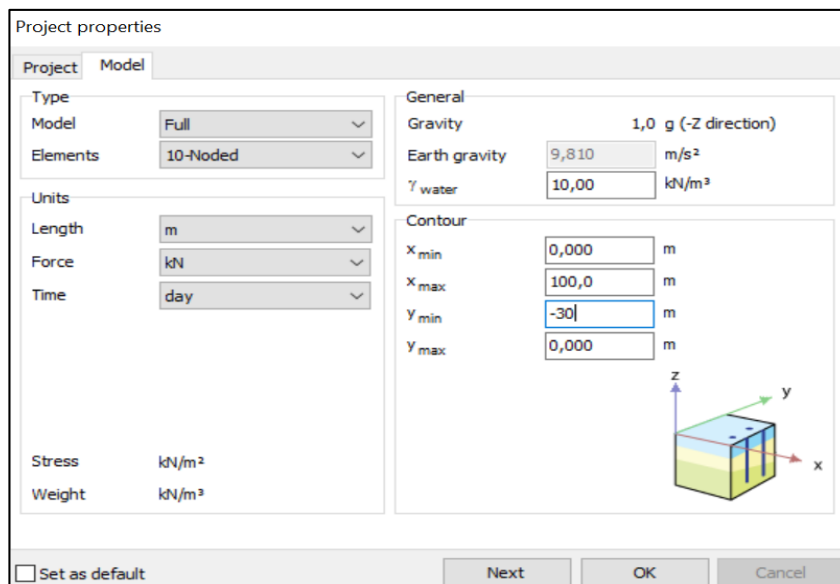 Project properties
Project Model
Type
Model Full
Elements 10-Noded
Units
Length m
Force kN
Time day
Stress kN/m²
Weight kN/m³
General
Gravity 1,0 g (-Z direction)
Earth gravity 9,810 m/s²
γ water 10,00 kN/m³
Contour
x min 0,000 m
x max 100,0 m
y min -30 m
y max 0,000 m
z
y
x
Set as default Next OK Cancel